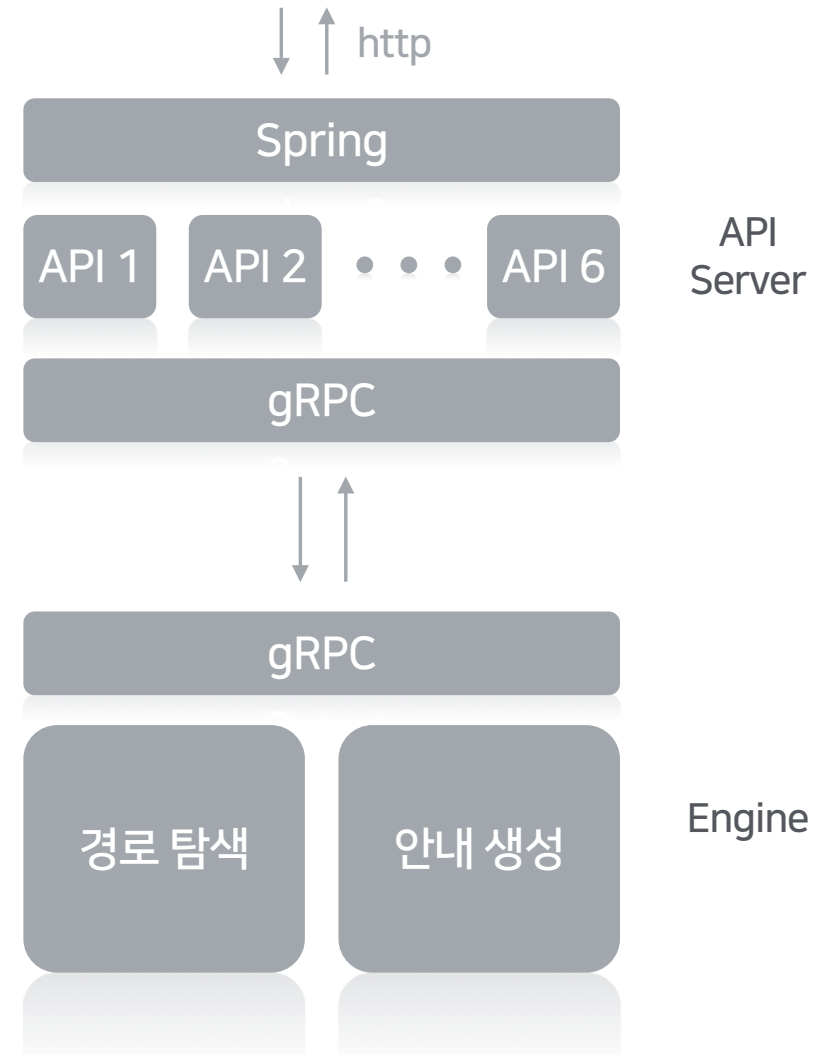 http
Spring
API 1
API 2
API 6
API
Server
gRPC
gRPC
경로 탐색
안내 생성
Engine